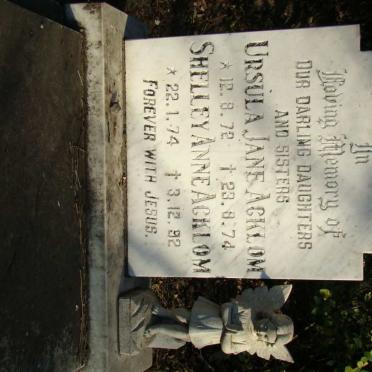 In
Loving Memory of
OUR DARLING DAUGHTERS
AND SISTERS
URSULA JANE ACKLOM
* 12.8.72 ✝ 23.8.74
SHELLEY ANNE ACKLOM
* 22.1.74 ✝ 3.12.92
FOREVER WITH JESUS.